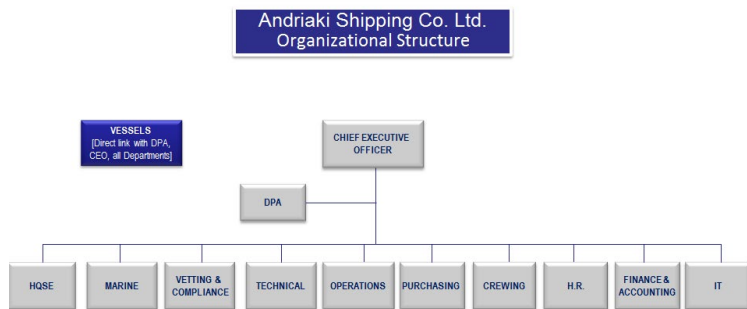 Andriaki Shipping Co. Ltd.
Organizational Structure
VESSELS
[Direct link with DPA,
CEO, all Departments]
CHIEF EXECUTIVE
OFFICER
DPA
HQSE
MARINE
VETTING &
COMPLIANCE
TECHNICAL
OPERATIONS
PURCHASING
CREWING
H.R.
FINANCE &
ACCOUNTING
IT